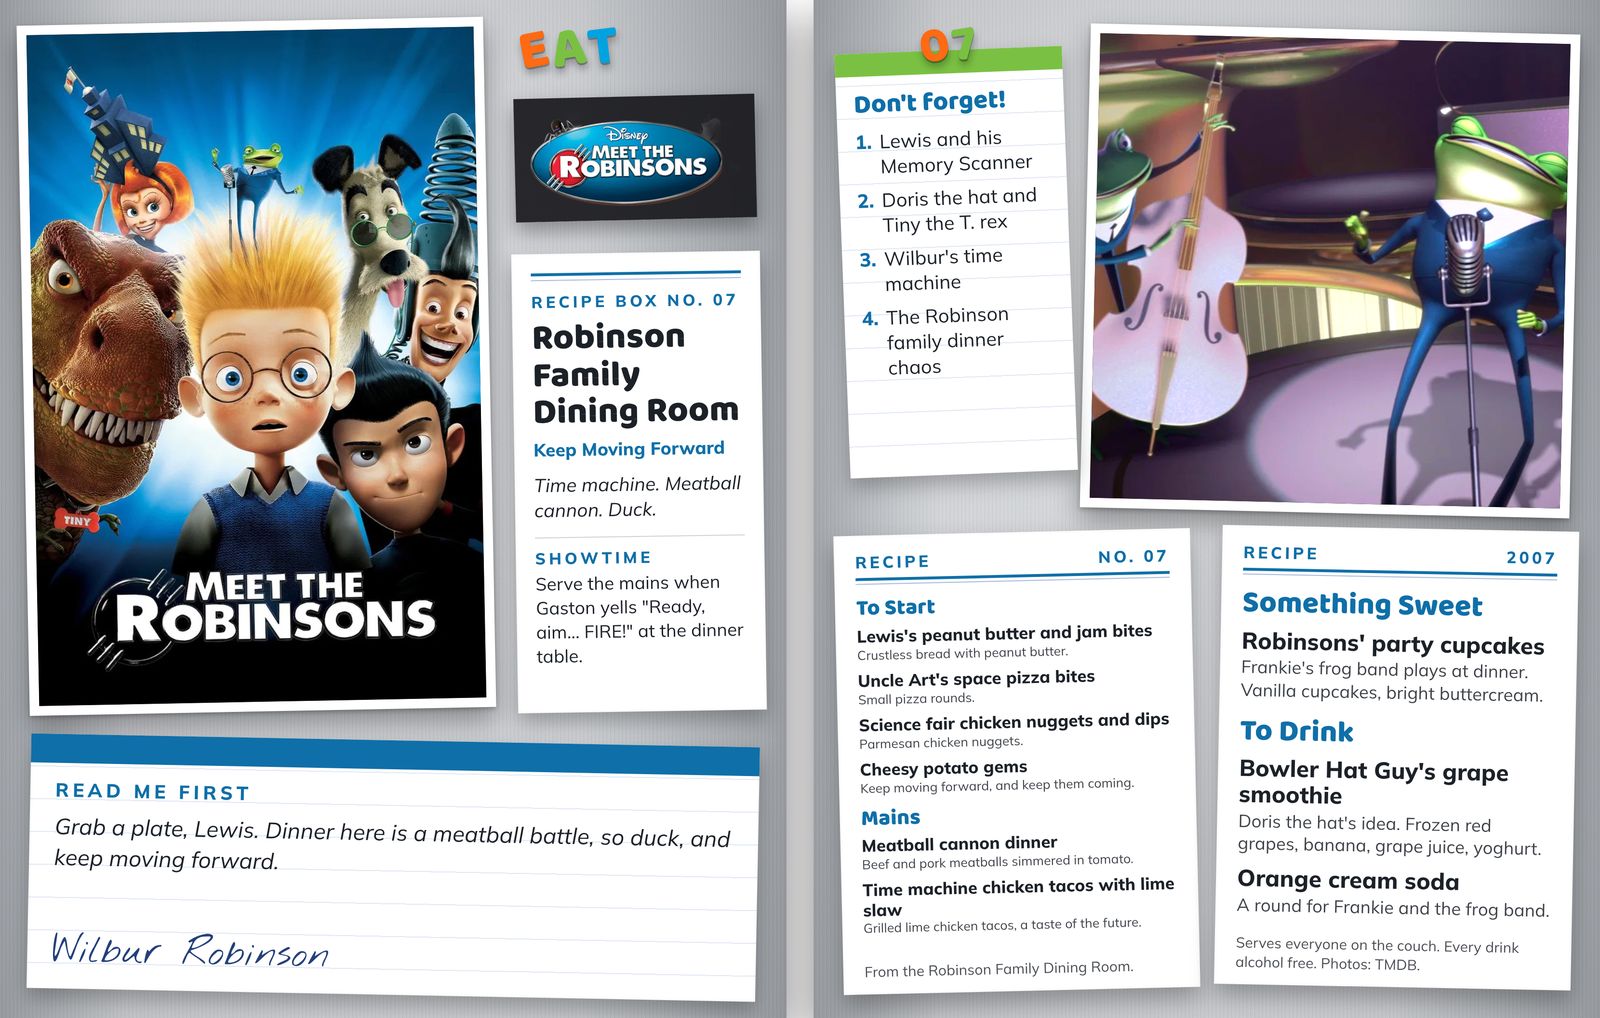 EAT
Disney
MEET THE
ROBINSONS
RECIPE BOX NO. 07
Robinson
Family
Dining Room
Keep Moving Forward
Time machine. Meatball
cannon. Duck.
SHOWTIME
Serve the mains when
Gaston yells "Ready,
aim... FIRE!" at the dinner
table.
TINY
MEET THE
ROBINSONS
READ ME FIRST
Grab a plate, Lewis. Dinner here is a meatball battle, so duck, and
keep moving forward.
Wilbur Robinson
07
Don't forget!
1. Lewis and his
Memory Scanner
2. Doris the hat and
Tiny the T. rex
3. Wilbur's time
machine
4. The Robinson
family dinner
chaos
RECIPE NO. 07
To Start
Lewis's peanut butter and jam bites
Crustless bread with peanut butter.
Uncle Art's space pizza bites
Small pizza rounds.
Science fair chicken nuggets and dips
Parmesan chicken nuggets.
Cheesy potato gems
Keep moving forward, and keep them coming.
Mains
Meatball cannon dinner
Beef and pork meatballs simmered in tomato.
Time machine chicken tacos with lime
slaw
Grilled lime chicken tacos, a taste of the future.
From the Robinson Family Dining Room.
RECIPE 2007
Something Sweet
Robinsons' party cupcakes
Frankie's frog band plays at dinner.
Vanilla cupcakes, bright buttercream.
To Drink
Bowler Hat Guy's grape
smoothie
Doris the hat's idea. Frozen red
grapes, banana, grape juice, yoghurt.
Orange cream soda
A round for Frankie and the frog band.
Serves everyone on the couch. Every drink
alcohol free. Photos: TMDB.